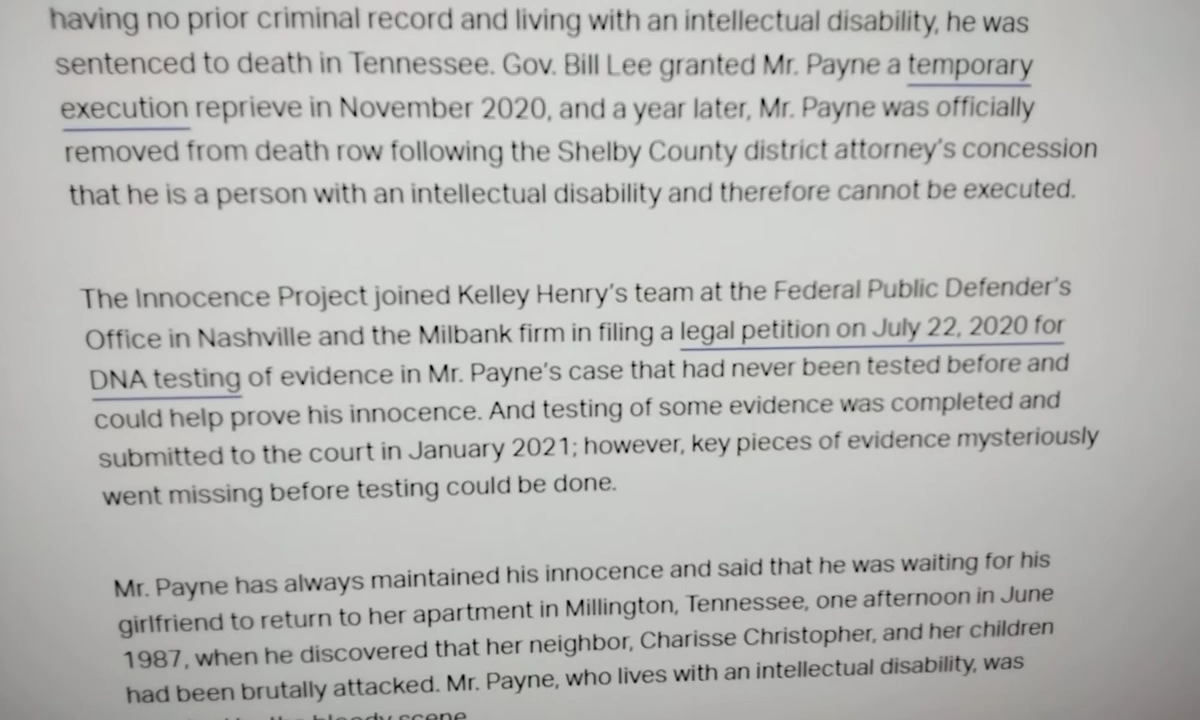 having no prior criminal record and living with an intellectual disability, he was
sentenced to death in Tennessee. Gov. Bill Lee granted Mr. Payne a temporary
execution reprieve in November 2020, and a year later, Mr. Payne was officially
removed from death row following the Shelby County district attorney's concession
that he is a person with an intellectual disability and therefore cannot be executed.
The Innocence Project joined Kelley Henry's team at the Federal Public Defender's
Office in Nashville and the Milbank firm in filing a legal petition on July 22, 2020 for
DNA testing of evidence in Mr. Payne's case that had never been tested before and
could help prove his innocence. And testing of some evidence was completed and
submitted to the court in January 2021; however, key pieces of evidence mysteriously
went missing before testing could be done.
Mr. Payne has always maintained his innocence and said that he was waiting for his
girlfriend to return to her apartment in Millington, Tennessee, one afternoon in June
1987, when he discovered that her neighbor, Charisse Christopher, and her children
had been brutally attacked. Mr. Payne, who lives with an intellectual disability, was
the bloody scene